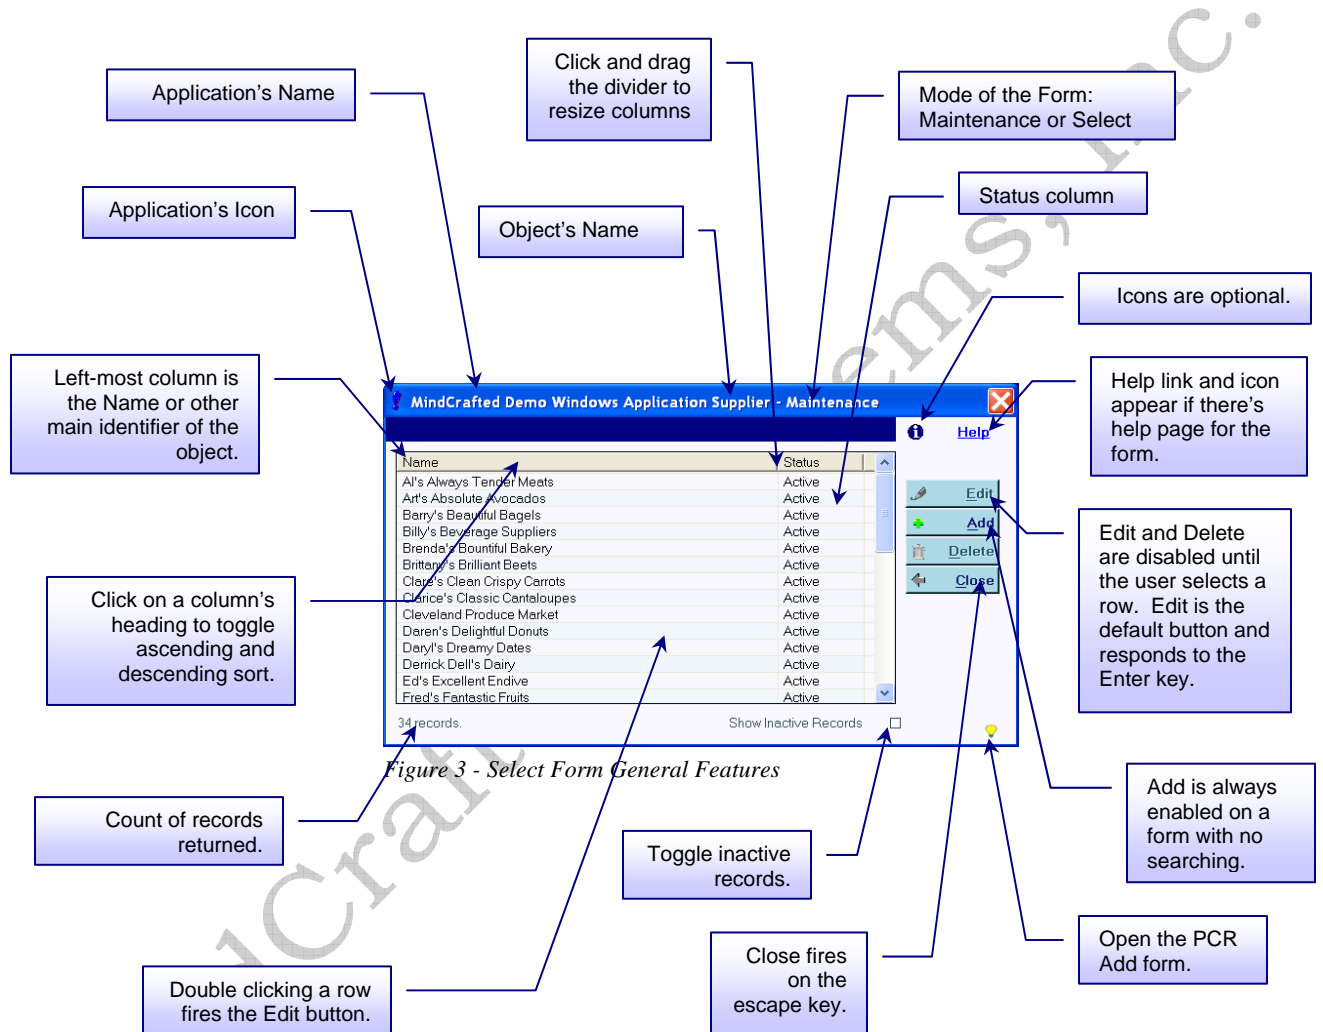 Click and drag
the divider to
resize columns
Application's Name
Mode of the Form:
Maintenance or Select
Application's Icon
Object's Name
Status column
Icons are optional.
Left-most column is
the Name or other
main identifier of the
object.
Help link and icon
appear if there's
help page for the
form.
MindCrafted Demo Windows Application Supplier - Maintenance
Help
Name Status
Al's Always Tender Meats Active
Art's Absolute Avocados Active
Barry's Beautiful Bagels Active
Billy's Beverage Suppliers Active
Brenda's Bountiful Bakery Active
Brittany's Brilliant Beets Active
Clare's Clean Crispy Carrots Active
Clarice's Classic Cantaloupes Active
Cleveland Produce Market Active
Daren's Delightful Donuts Active
Daryl's Dreamy Dates Active
Derrick Dell's Dairy Active
Ed's Excellent Endive Active
Fred's Fantastic Fruits Active
Edit
Add
Delete
Close
34 records. Show Inactive Records
Click on a column's
heading to toggle
ascending and
descending sort.
Edit and Delete
are disabled until
the user selects a
row. Edit is the
default button and
responds to the
Enter key.
Figure 3 - Select Form General Features
Count of records
returned.
Toggle inactive
records.
Add is always
enabled on a
form with no
searching.
Double clicking a row
fires the Edit button.
Close fires
on the
escape key.
Open the PCR
Add form.
dCraf
ems, Inc.